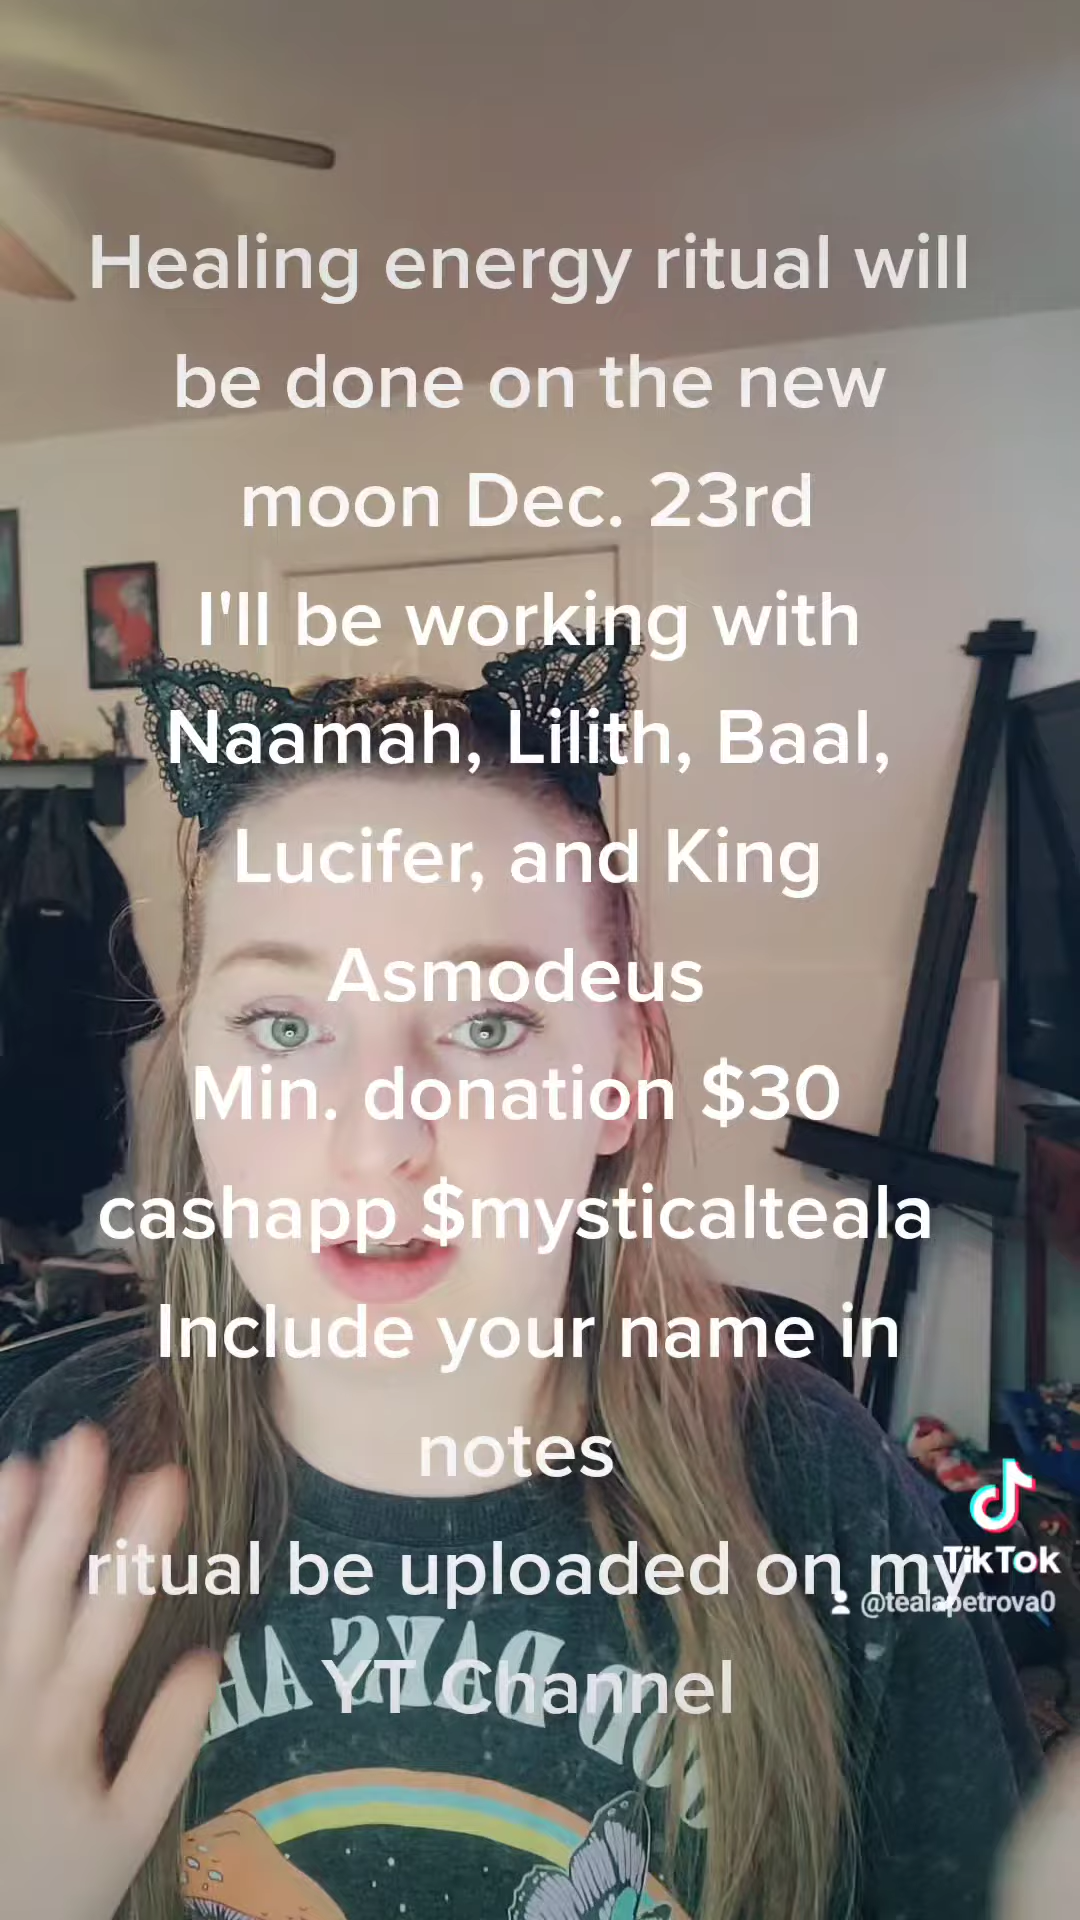 Healing energy ritual will
be done on the new
moon Dec. 23rd
I'll be working with
Naamah, Lilith, Baal,
Lucifer, and King
Asmodeus
Min. donation $30
cashapp $mysticalteala
Include your name in
notes
ritual be uploaded on my
YT Channel
TikTok
@tealapetrova0
DAYS